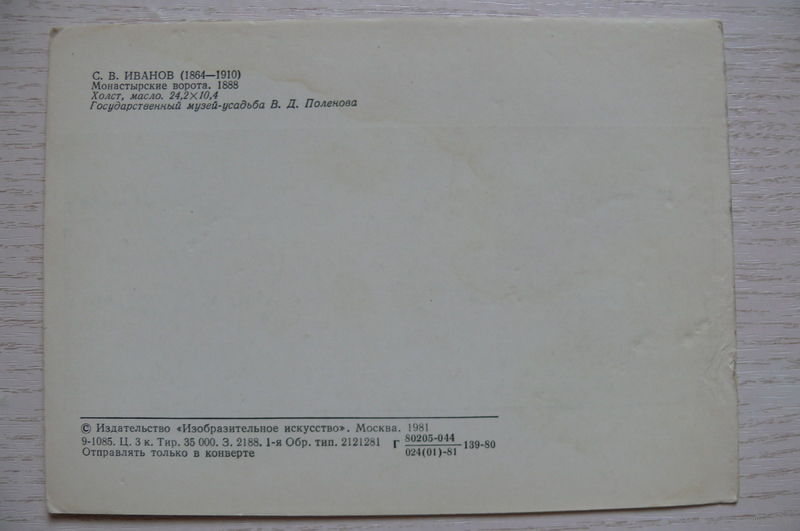 С. В. ИВАНОВ (1864—1910)
Монастырские ворота. 1888
Холст, масло. 24,2×10,4
Государственный музей-усадьба В. Д. Поленова
© Издательство «Изобразительное искусство». Москва. 1981
9-1085. Ц. 3 к. Тир. 35 000. З. 2188. 1-я Обр. тип. 2121281 Г 80205-044 / 024(01)-81 139-80
Отправлять только в конверте